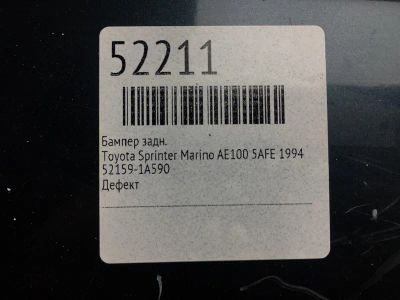 52211
Бампер задн.
Toyota Sprinter Marino AE100 5AFE 1994
52159-1A590
Дефект